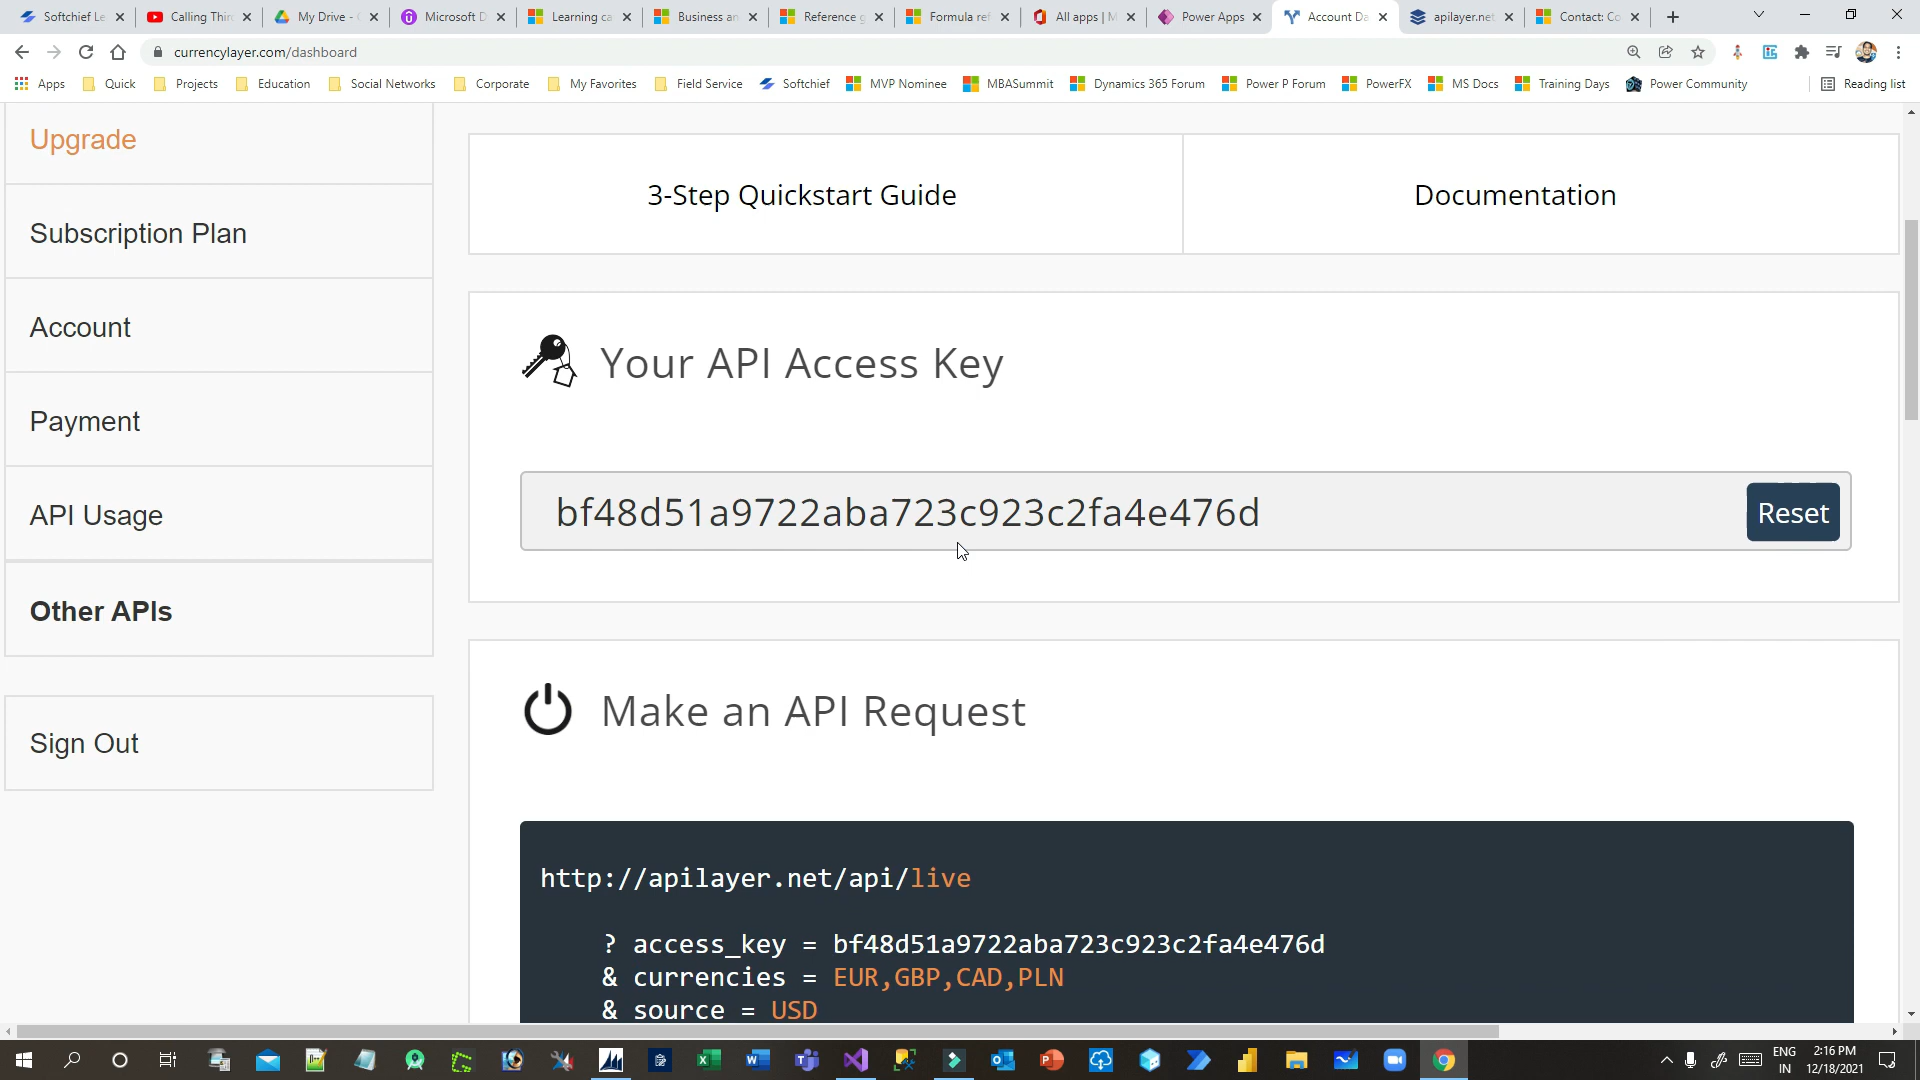 Softchief Le
Calling Thir
My Drive -
Microsoft D
Learning ca
Business an
Reference g
Formula ref
All apps | M
Power Apps
Account Da
apilayer.net
Contact: Co
currencylayer.com/dashboard
Apps
Quick
Projects
Education
Social Networks
Corporate
My Favorites
Field Service
Softchief
MVP Nominee
MBASummit
Dynamics 365 Forum
Power P Forum
PowerFX
MS Docs
Training Days
Power Community
Reading list
Upgrade
Subscription Plan
Account
Payment
API Usage
Other APIs
Sign Out
3-Step Quickstart Guide
Documentation
Your API Access Key
bf48d51a9722aba723c923c2fa4e476d
Reset
Make an API Request
http://apilayer.net/api/live
? access_key = bf48d51a9722aba723c923c2fa4e476d
& currencies = EUR,GBP,CAD,PLN
& source = USD
ENG
IN
2:16 PM
12/18/2021